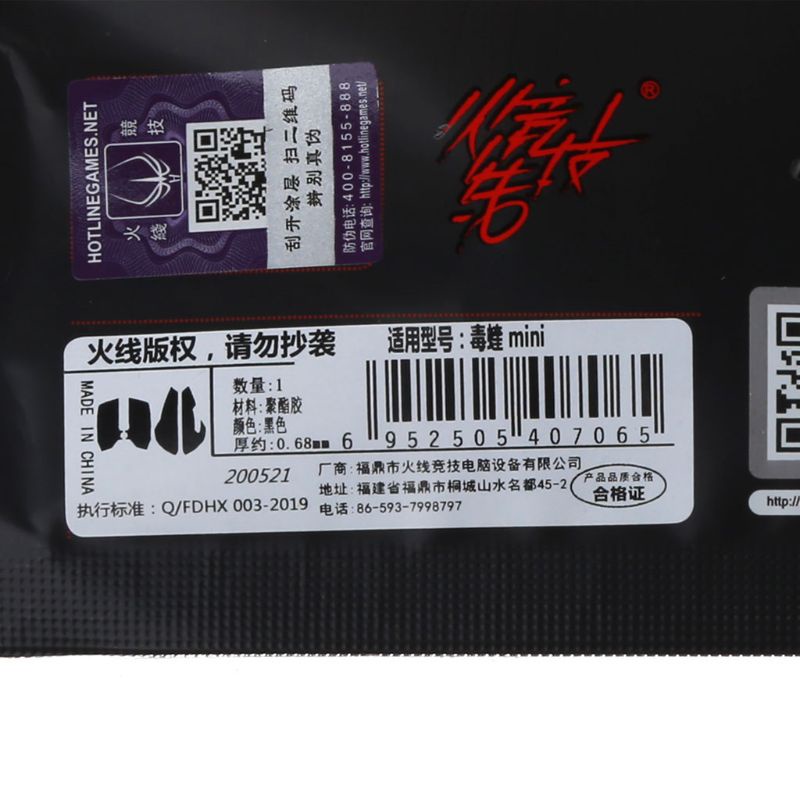 HOTLINEGAMES.NET
競技
火綫
刮开涂层 扫二维码
辨别真伪
防伪电话:400-8155-888
官网查询: http://www.hotlinegames.net/
®
火线版权，请勿抄袭
适用型号：毒蝰 mini
MADE IN CHINA
数量:1
材料:聚酯胶
颜色:黑色
厚约:0.68mm
6 952505 407065
200521
执行标准：Q/FDHX 003-2019
厂商:福鼎市火线竞技电脑设备有限公司
地址:福建省福鼎市桐城山水名都45-2
电话:86-593-7998797
产品品质合格
合格证
http://